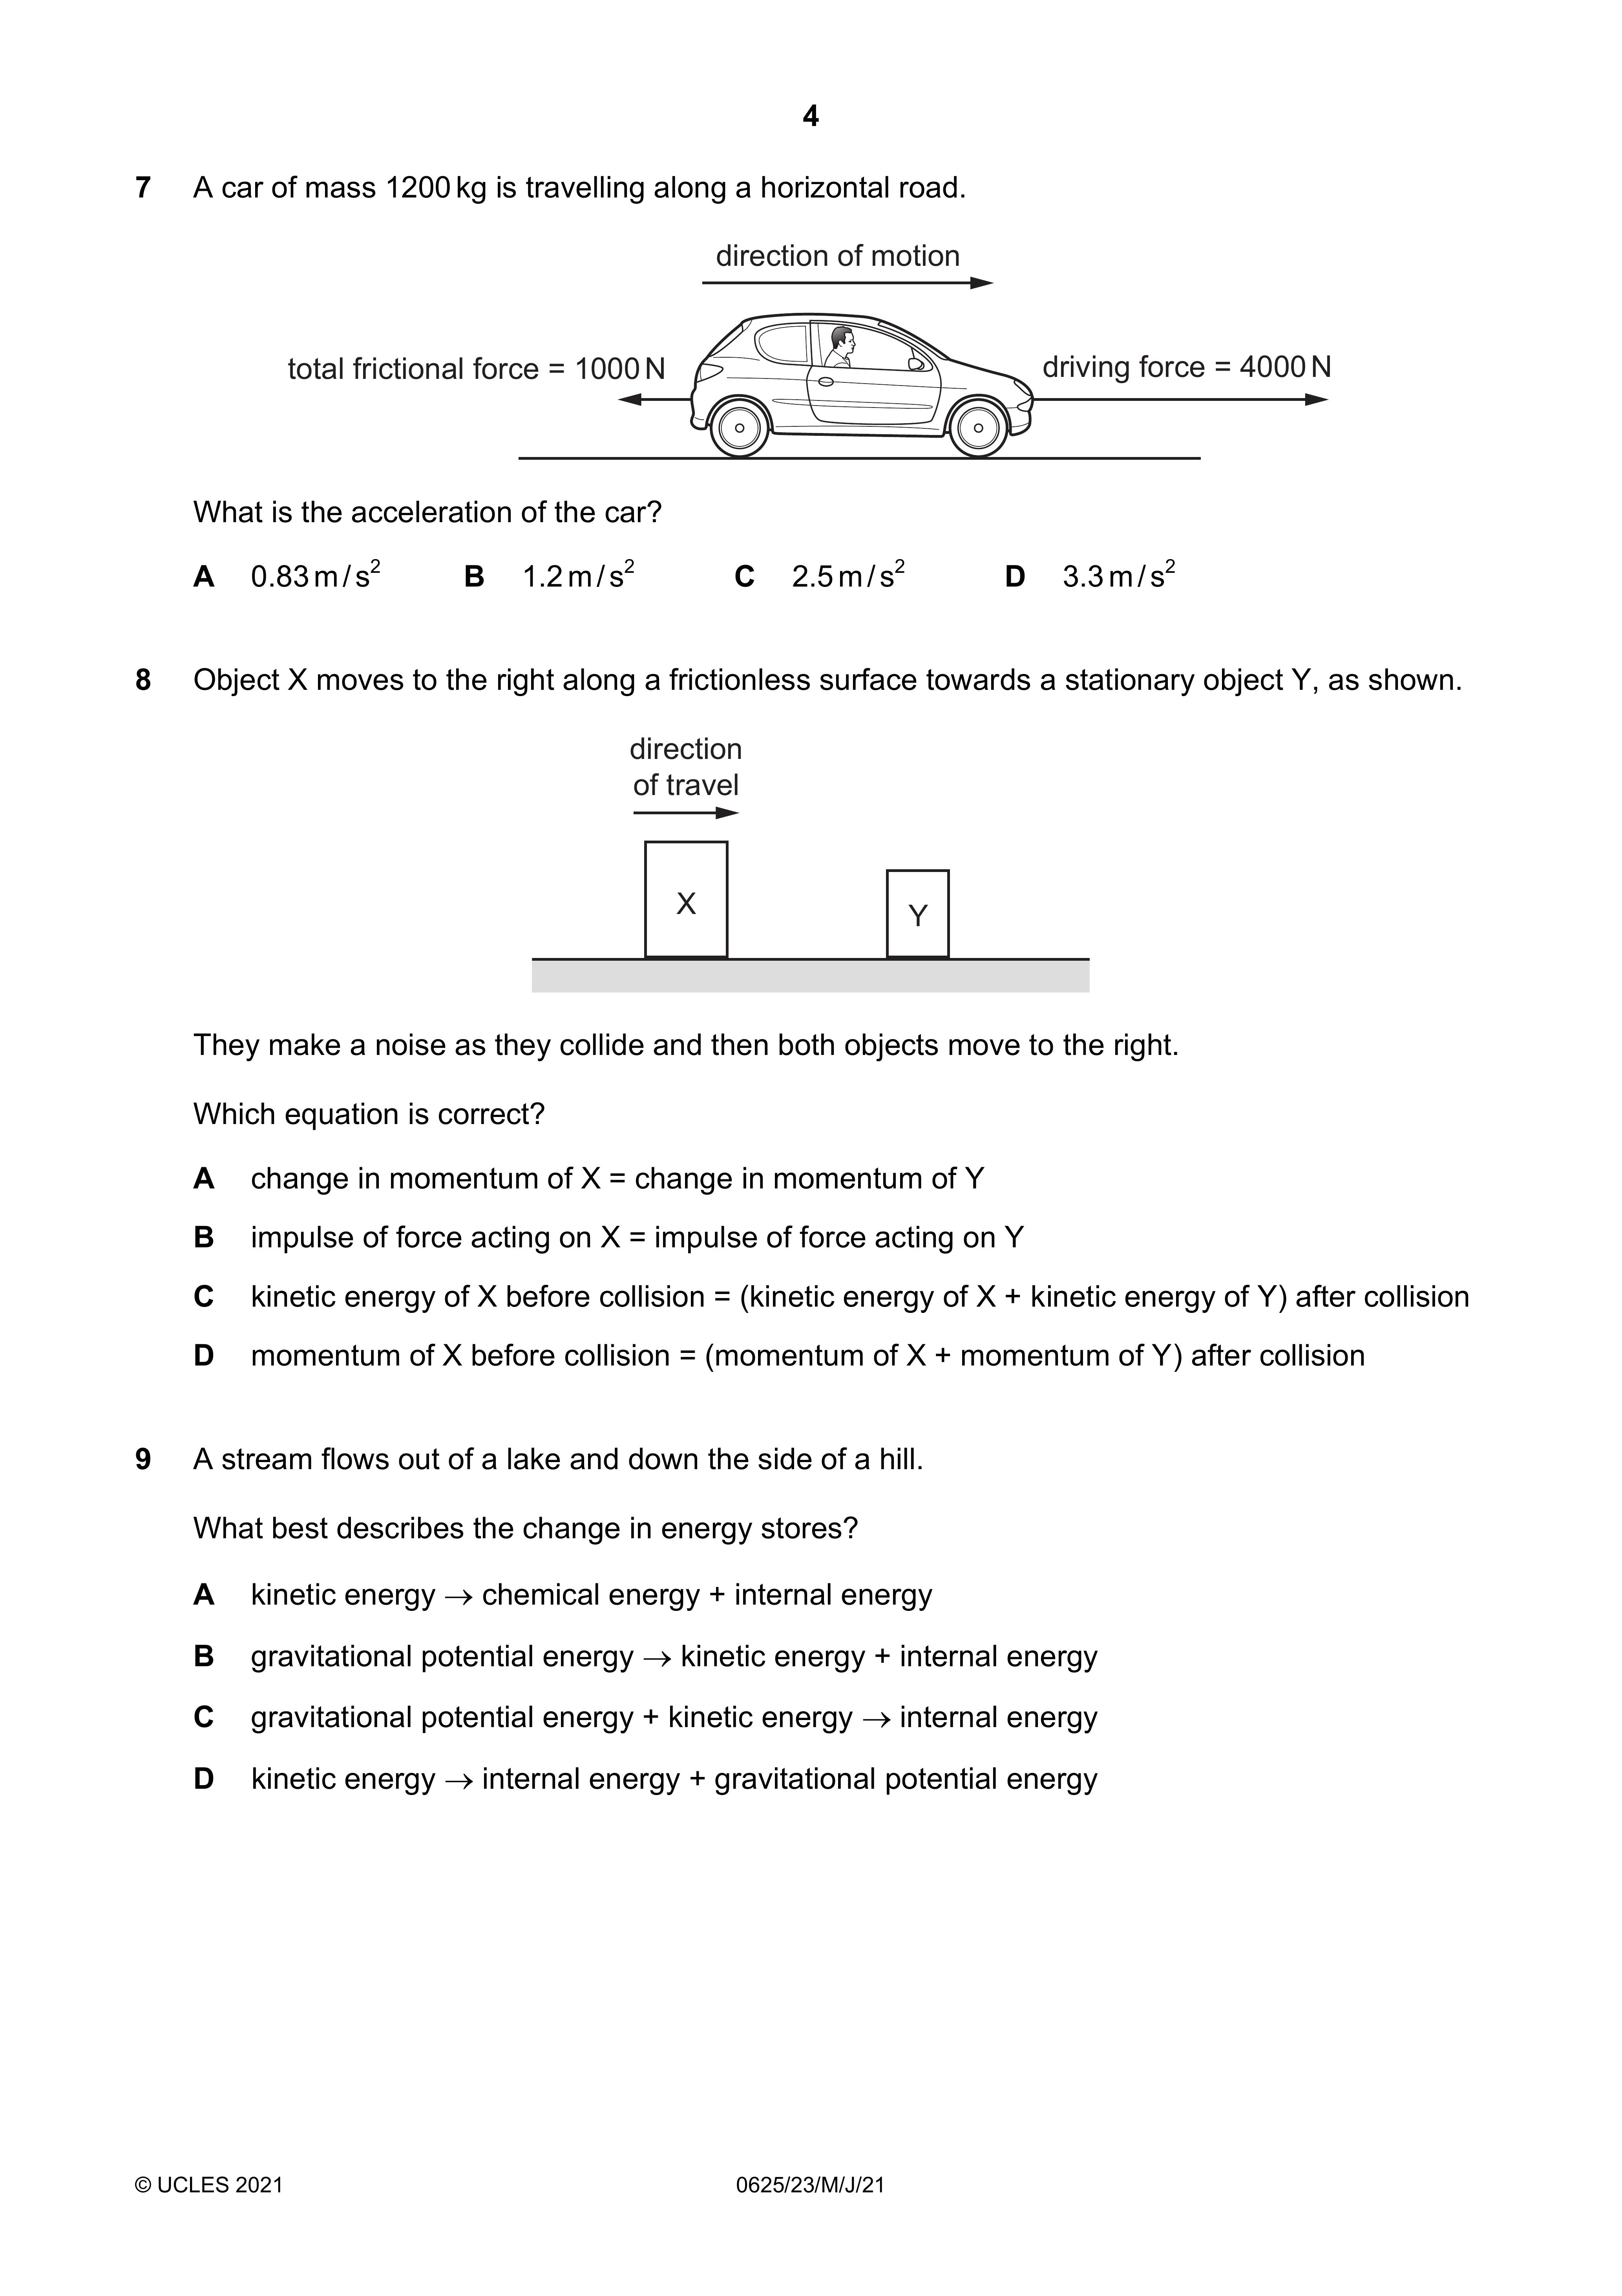 4
7 A car of mass 1200 kg is travelling along a horizontal road.
direction of motion
total frictional force = 1000 N
driving force = 4000 N
What is the acceleration of the car?
A 0.83 m / s² B 1.2 m / s² C 2.5 m / s² D 3.3 m / s²
8 Object X moves to the right along a frictionless surface towards a stationary object Y, as shown.
direction
of travel
X
Y
They make a noise as they collide and then both objects move to the right.
Which equation is correct?
A change in momentum of X = change in momentum of Y
B impulse of force acting on X = impulse of force acting on Y
C kinetic energy of X before collision = (kinetic energy of X + kinetic energy of Y) after collision
D momentum of X before collision = (momentum of X + momentum of Y) after collision
9 A stream flows out of a lake and down the side of a hill.
What best describes the change in energy stores?
A kinetic energy → chemical energy + internal energy
B gravitational potential energy → kinetic energy + internal energy
C gravitational potential energy + kinetic energy → internal energy
D kinetic energy → internal energy + gravitational potential energy
© UCLES 2021 0625/23/M/J/21